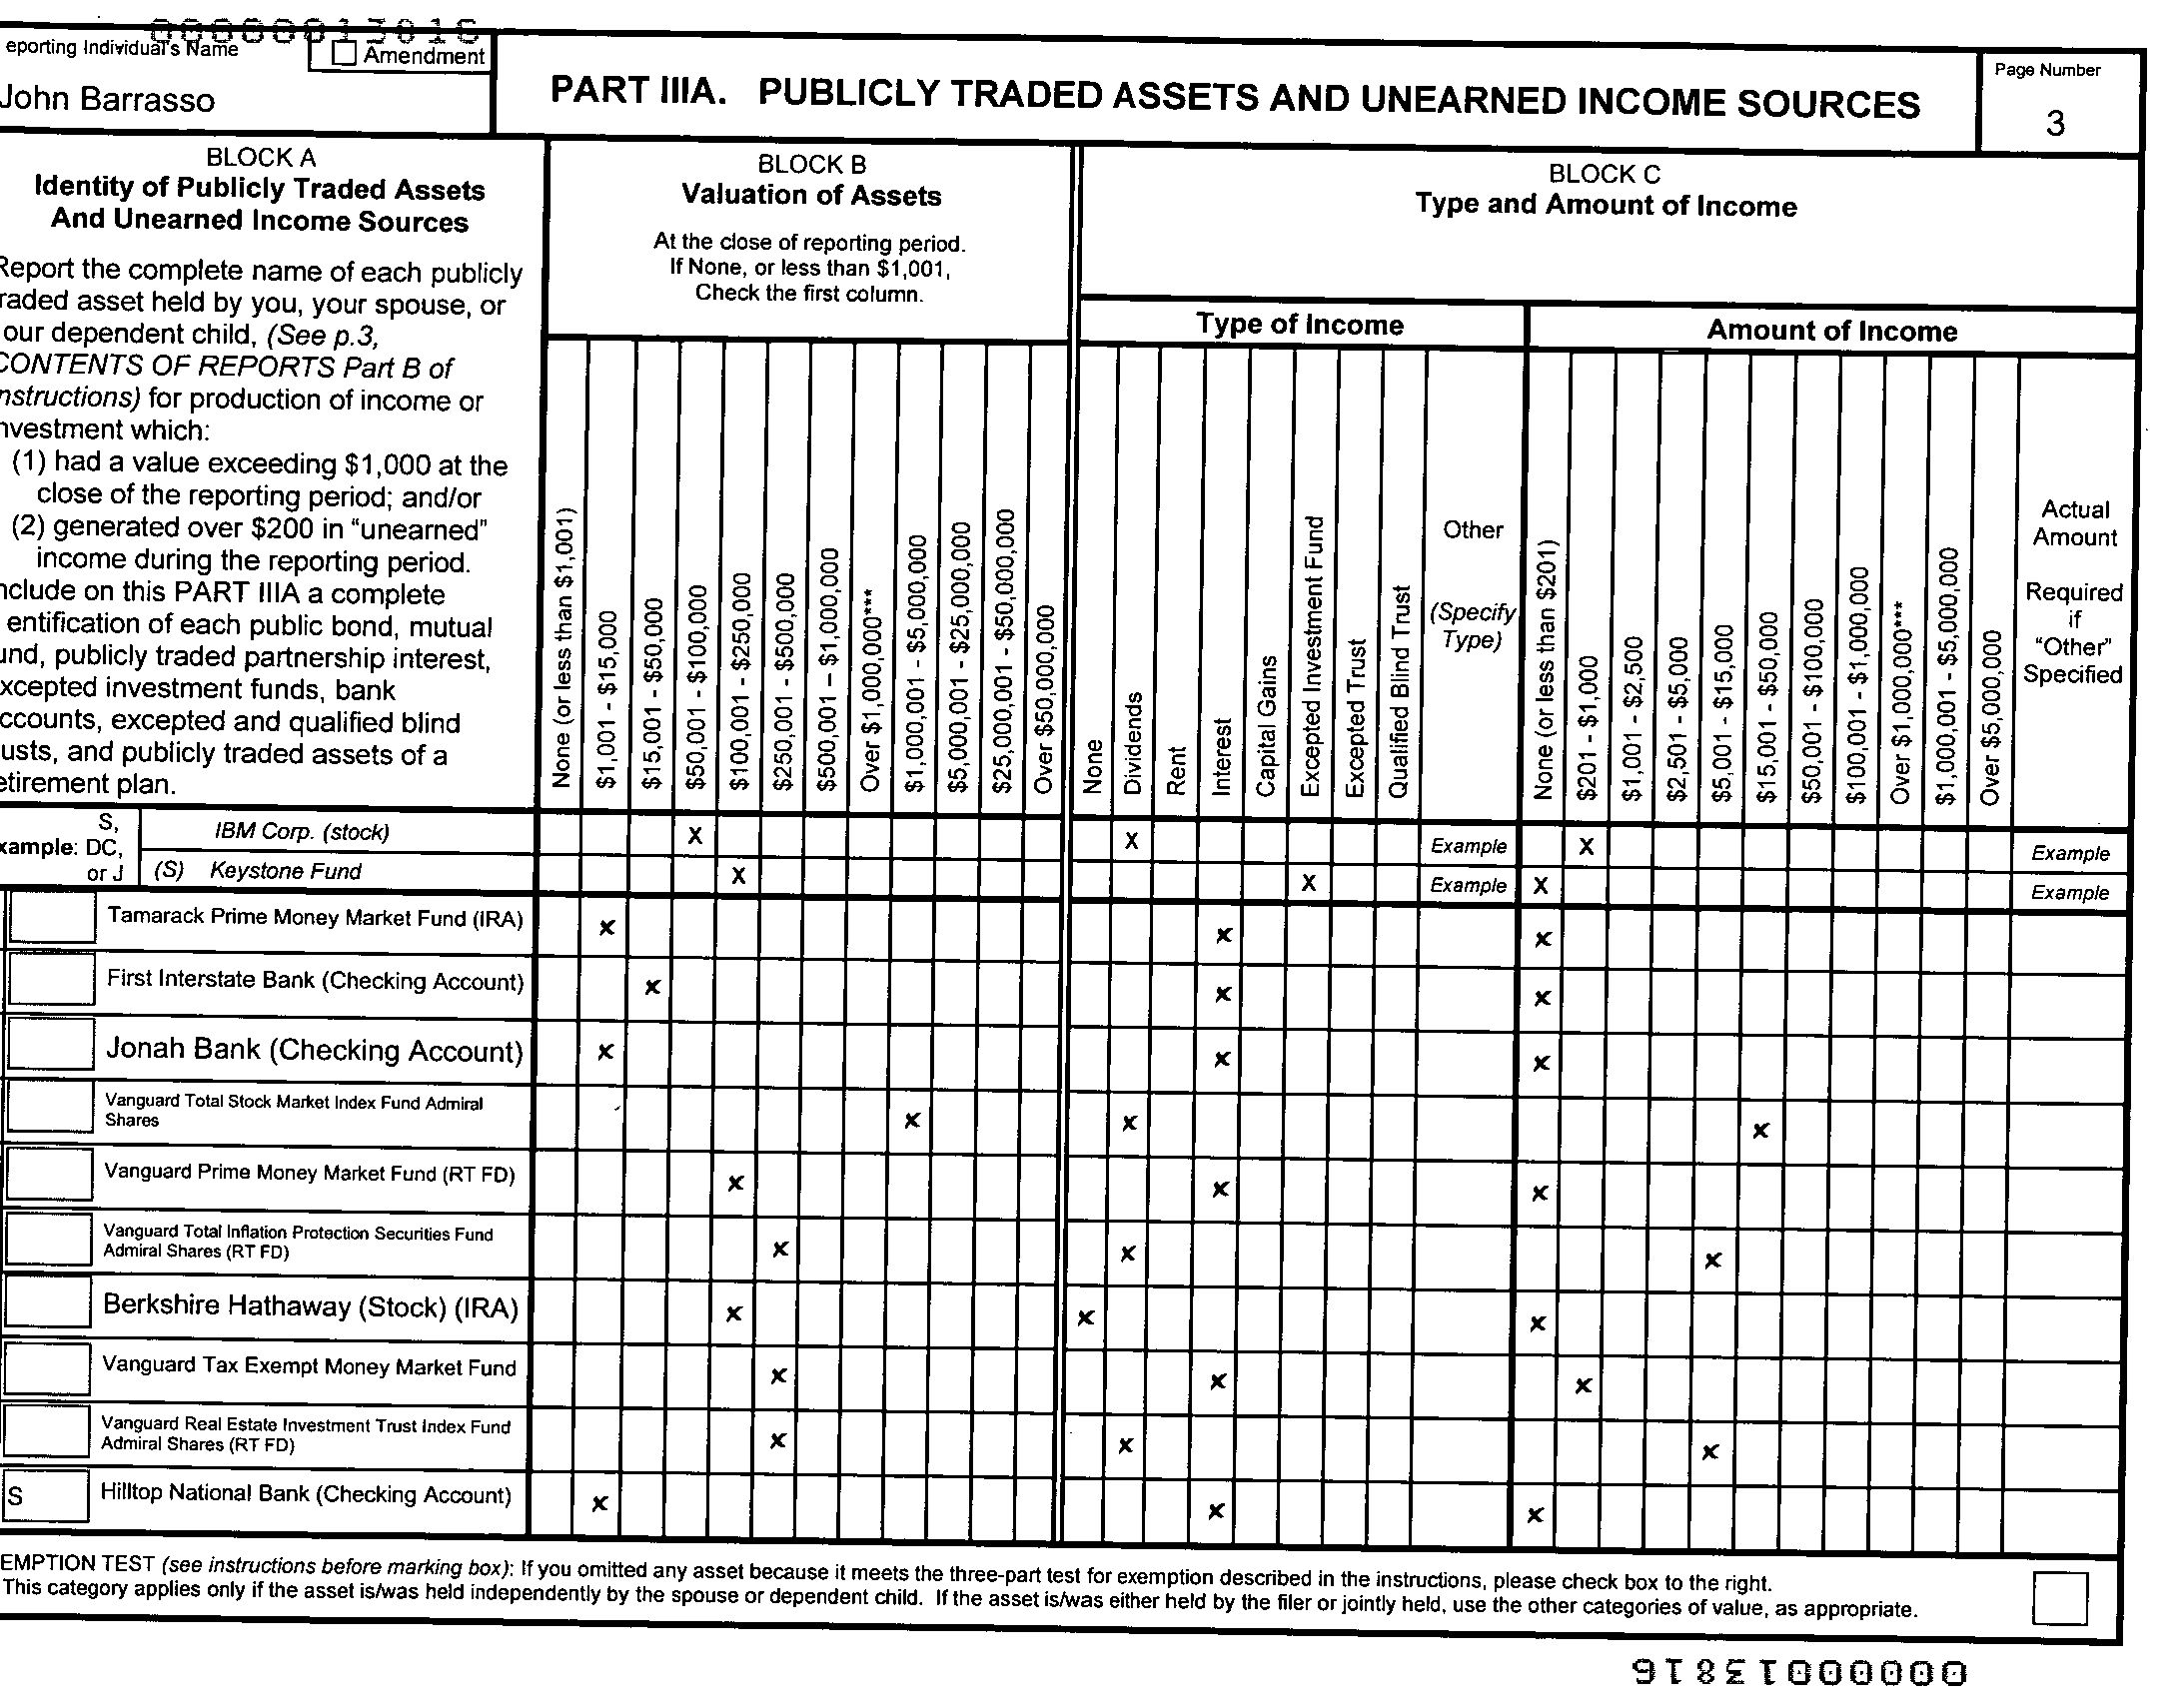 eporting Individual's Name
Amendment
John Barrasso
PART IIIA. PUBLICLY TRADED ASSETS AND UNEARNED INCOME SOURCES
Page Number
3
BLOCK A
Identity of Publicly Traded Assets
And Unearned Income Sources
Report the complete name of each publicly
raded asset held by you, your spouse, or
our dependent child, (See p.3,
CONTENTS OF REPORTS Part B of
nstructions) for production of income or
nvestment which:
(1) had a value exceeding $1,000 at the
close of the reporting period; and/or
(2) generated over $200 in “unearned”
income during the reporting period.
nclude on this PART IIIA a complete
entification of each public bond, mutual
und, publicly traded partnership interest,
xcepted investment funds, bank
ccounts, excepted and qualified blind
usts, and publicly traded assets of a
etirement plan.
BLOCK B
Valuation of Assets
At the close of reporting period.
If None, or less than $1,001,
Check the first column.
None (or less than $1,001)
$1,001 - $15,000
$15,001 - $50,000
$50,001 - $100,000
$100,001 - $250,000
$250,001 - $500,000
$500,001 - $1,000,000
Over $1,000,000***
$1,000,001 - $5,000,000
$5,000,001 - $25,000,000
$25,000,001 - $50,000,000
Over $50,000,000
BLOCK C
Type and Amount of Income
Type of Income
Amount of Income
None
Dividends
Rent
Interest
Capital Gains
Excepted Investment Fund
Excepted Trust
Qualified Blind Trust
Other
(Specify
Type)
None (or less than $201)
$201 - $1,000
$1,001 - $2,500
$2,501 - $5,000
$5,001 - $15,000
$15,001 - $50,000
$50,001 - $100,000
$100,001 - $1,000,000
Over $1,000,000***
$1,000,001 - $5,000,000
Over $5,000,000
Actual
Amount
Required
if
“Other”
Specified
xample: S, DC, or J
IBM Corp. (stock) X X Example X Example
(S) Keystone Fund X X Example X Example
Tamarack Prime Money Market Fund (IRA) x x x
First Interstate Bank (Checking Account) x x x
Jonah Bank (Checking Account) x x x
Vanguard Total Stock Market Index Fund Admiral
Shares x x x
Vanguard Prime Money Market Fund (RT FD) x x x
Vanguard Total Inflation Protection Securities Fund
Admiral Shares (RT FD) x x x
Berkshire Hathaway (Stock) (IRA) x x x
Vanguard Tax Exempt Money Market Fund x x x
Vanguard Real Estate Investment Trust Index Fund
Admiral Shares (RT FD) x x x
S Hilltop National Bank (Checking Account) x x x
EMPTION TEST (see instructions before marking box): If you omitted any asset because it meets the three-part test for exemption described in the instructions, please check box to the right.
This category applies only if the asset is/was held independently by the spouse or dependent child. If the asset is/was either held by the filer or jointly held, use the other categories of value, as appropriate.
00000013816